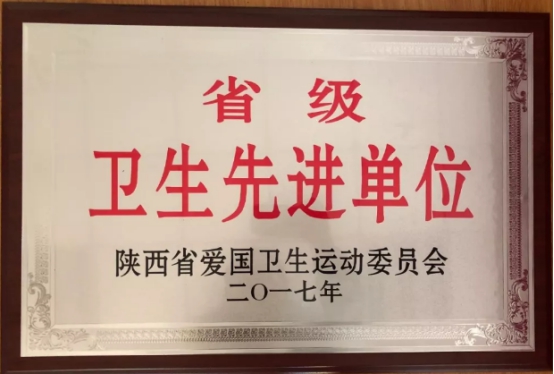 省级
卫生先进单位
陕西省爱国卫生运动委员会
二〇一七年